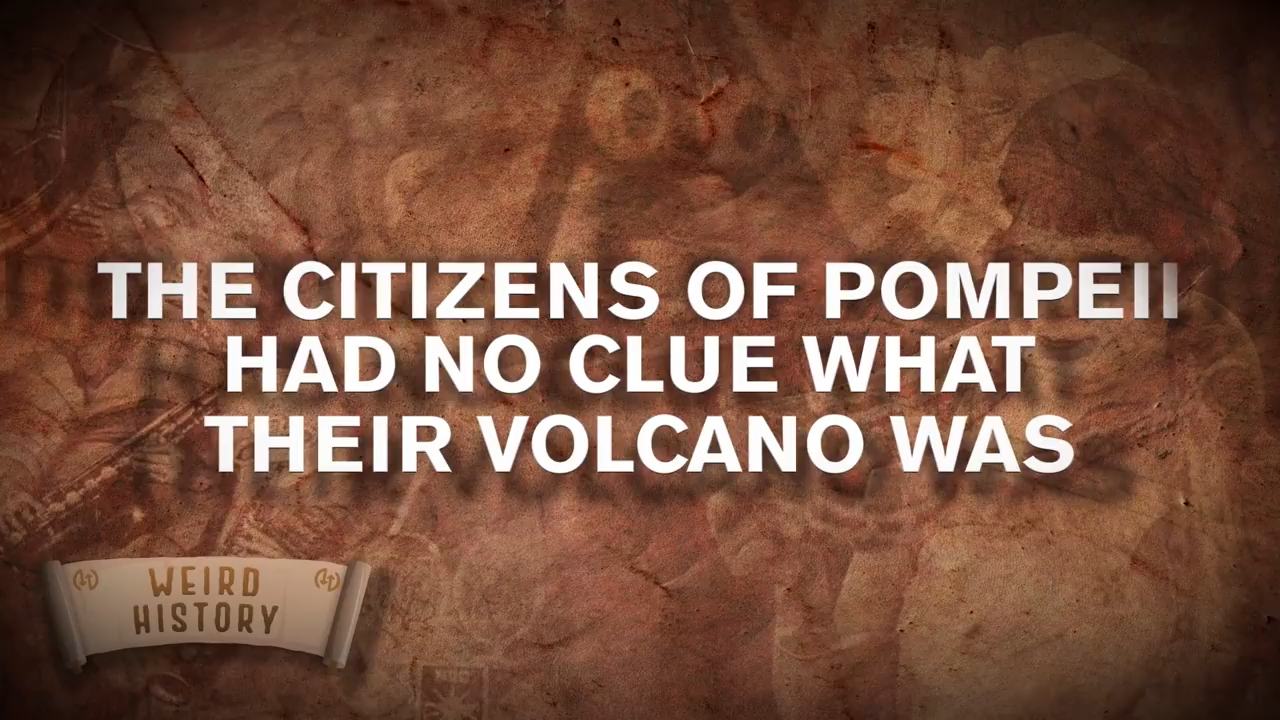 THE CITIZENS OF POMPEII
HAD NO CLUE WHAT
THEIR VOLCANO WAS
WEIRD
HISTORY